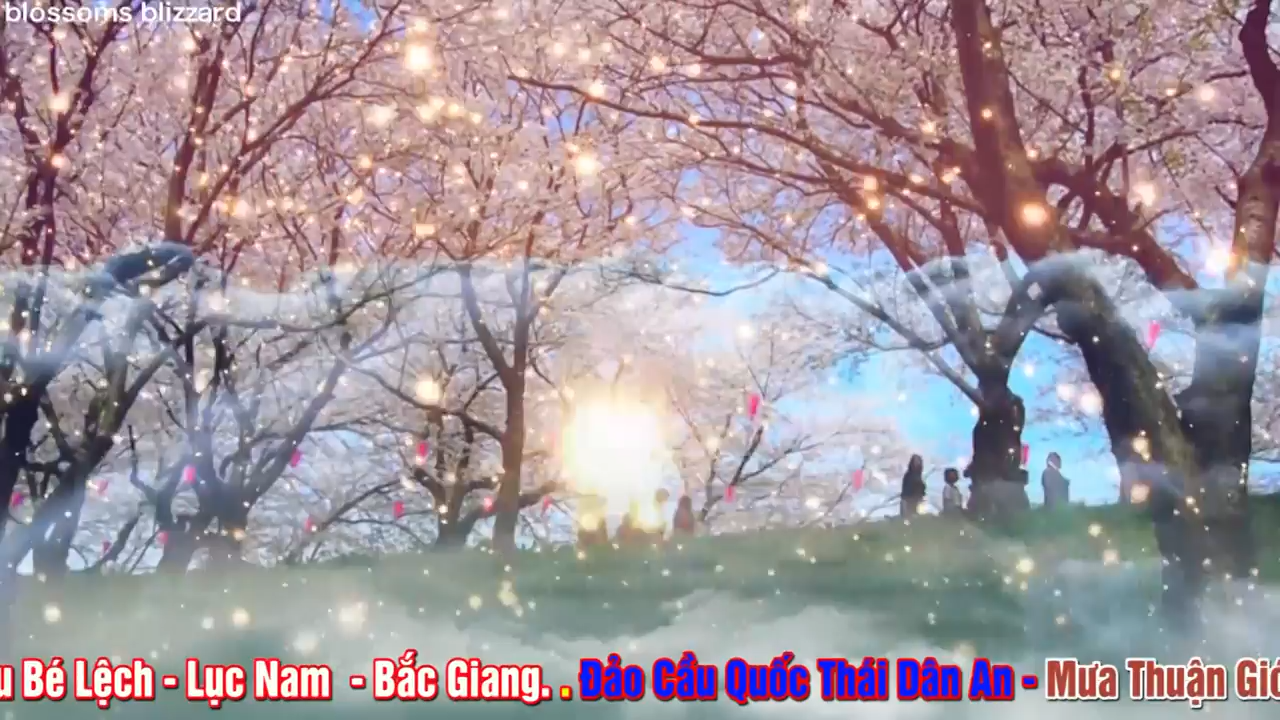 blossoms blizzard
u Bé Lệch - Lục Nam - Bắc Giang. . Đảo Cầu Quốc Thái Dân An - Mưa Thuận Gió